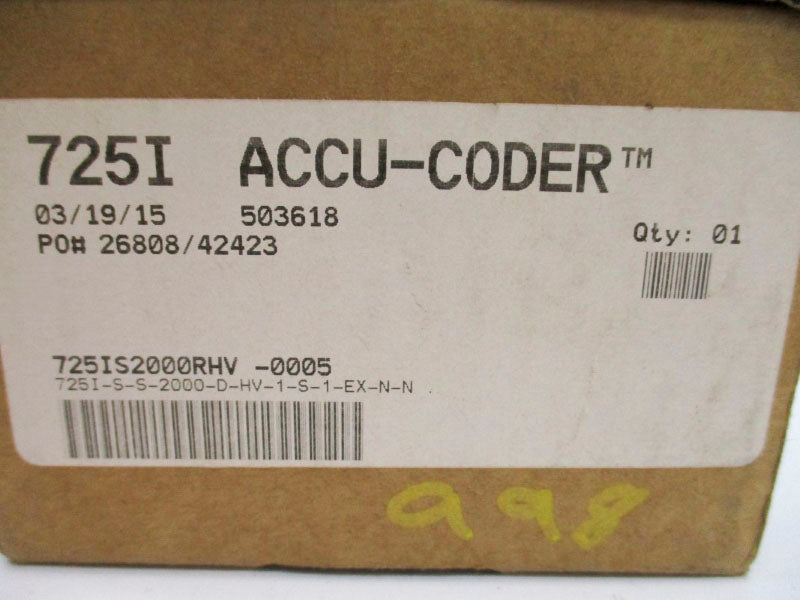 725I ACCU-CODER™
03/19/15 503618
PO# 26808/42423
Qty: 01
725IS2000RHV -0005
725I-S-S-2000-D-HV-1-S-1-EX-N-N
998